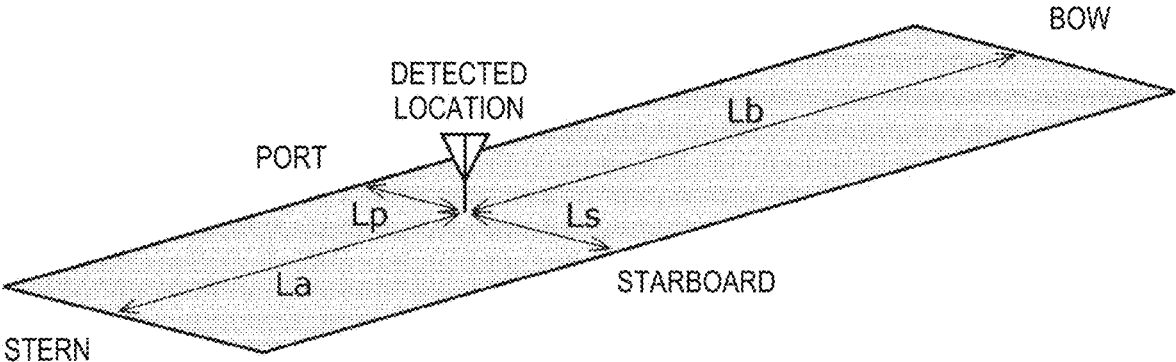 BOW
DETECTED
LOCATION
Lb
PORT
Lp
Ls
La
STARBOARD
STERN